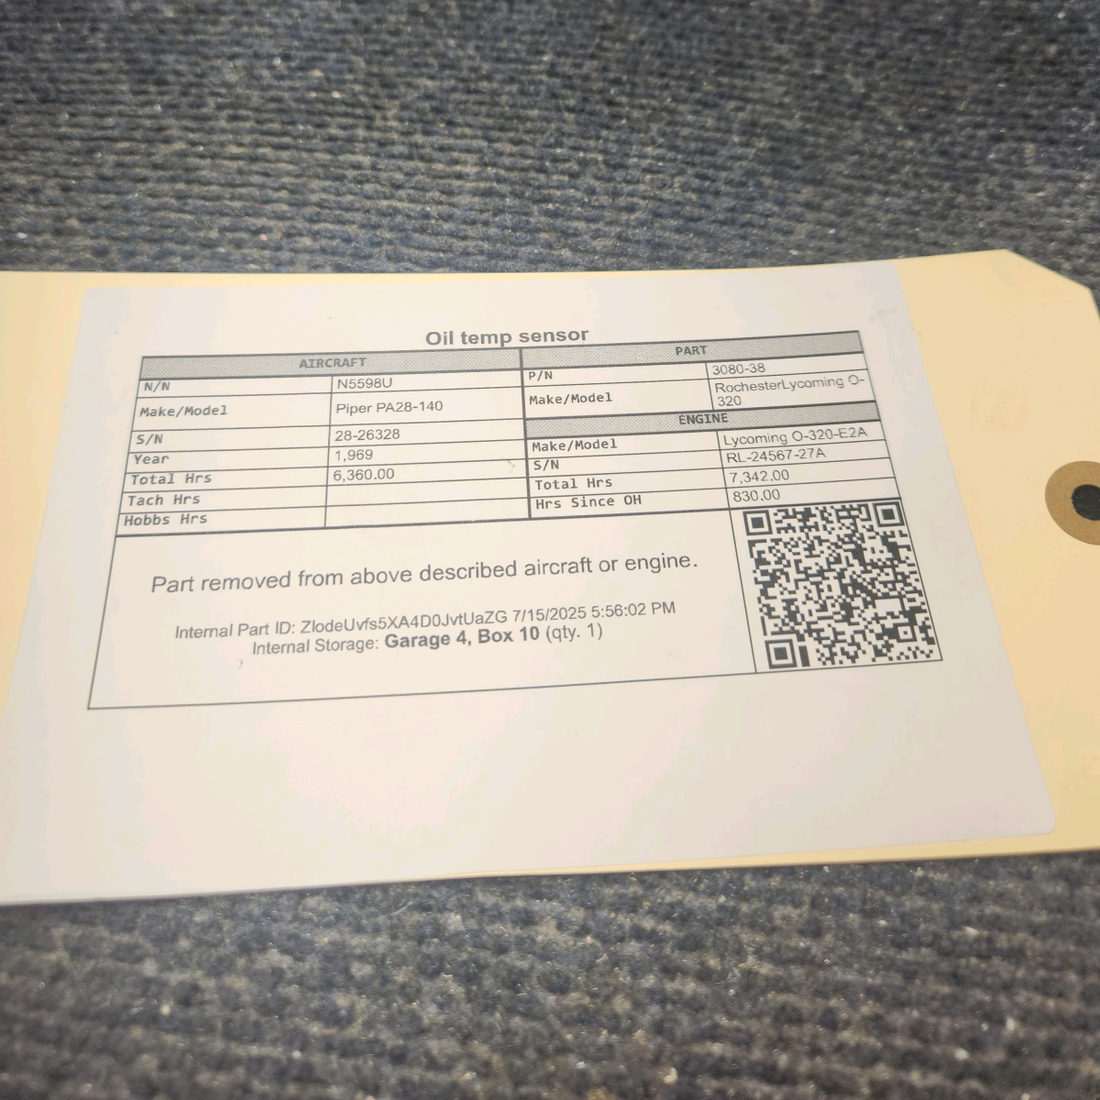 Oil temp sensor
AIRCRAFT
N/N N5598U
Make/Model Piper PA28-140
S/N 28-26328
Year 1,969
Total Hrs 6,360.00
Tach Hrs
Hobbs Hrs
PART
P/N 3080-38
Make/Model RochesterLycoming O-
320
ENGINE
Make/Model Lycoming O-320-E2A
S/N RL-24567-27A
Total Hrs 7,342.00
Hrs Since OH 830.00
Part removed from above described aircraft or engine.
Internal Part ID: ZlodeUvfs5XA4D0JvtUaZG 7/15/2025 5:56:02 PM
Internal Storage: Garage 4, Box 10 (qty. 1)